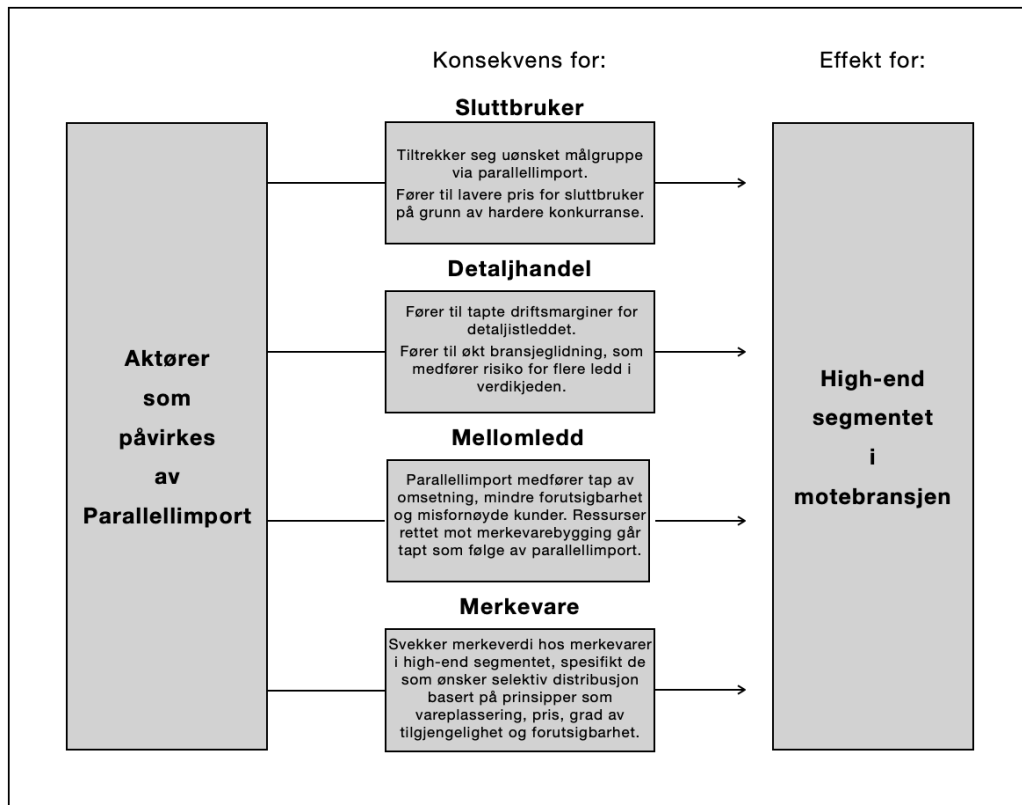 Konsekvens for:
Effekt for:
Aktører
som
påvirkes
av
Parallellimport
Sluttbruker
Tiltrekker seg uønsket målgruppe
via parallellimport.
Fører til lavere pris for sluttbruker
på grunn av hardere konkurranse.
Detaljhandel
Fører til tapte driftsmarginer for
detaljistleddet.
Fører til økt bransjeglidning, som
medfører risiko for flere ledd i
verdikjeden.
Mellomledd
Parallellimport medfører tap av
omsetning, mindre forutsigbarhet
og misfornøyde kunder. Ressurser
rettet mot merkevarebygging går
tapt som følge av parallellimport.
Merkevare
Svekker merkeverdi hos merkevarer
i high-end segmentet, spesifikt de
som ønsker selektiv distribusjon
basert på prinsipper som
vareplassering, pris, grad av
tilgjengelighet og forutsigbarhet.
High-end
segmentet
i
motebransjen